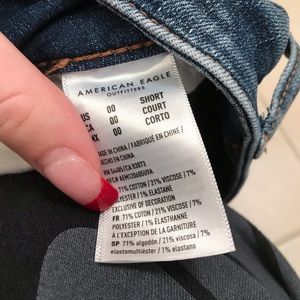 AMERICAN EAGLE
OUTFITTERS
US 00 SHORT
CA 00 COURT
MX 00 CORTO
MADE IN CHINA / FABRIQUÉ EN CHINE /
HECHO EN CHINA
71% COTTON / 21% VISCOSE / 7%
POLYESTER / 1% ELASTANE
EXCLUSIVE OF DECORATION
FR 71% COTON / 21% VISCOSE / 7%
POLYESTER / 1% ÉLASTHANNE
À L'EXCEPTION DE LA GARNITURE
SP 71% algodón / 21% viscosa / 7%
elastomultiéster / 1% elastano